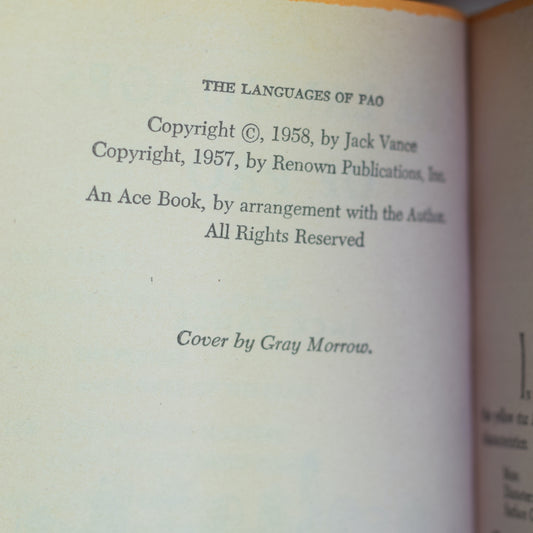 THE LANGUAGES OF PAO
Copyright ©, 1958, by Jack Vance
Copyright, 1957, by Renown Publications, Inc.
An Ace Book, by arrangement with the Author.
All Rights Reserved
Cover by Gray Morrow.